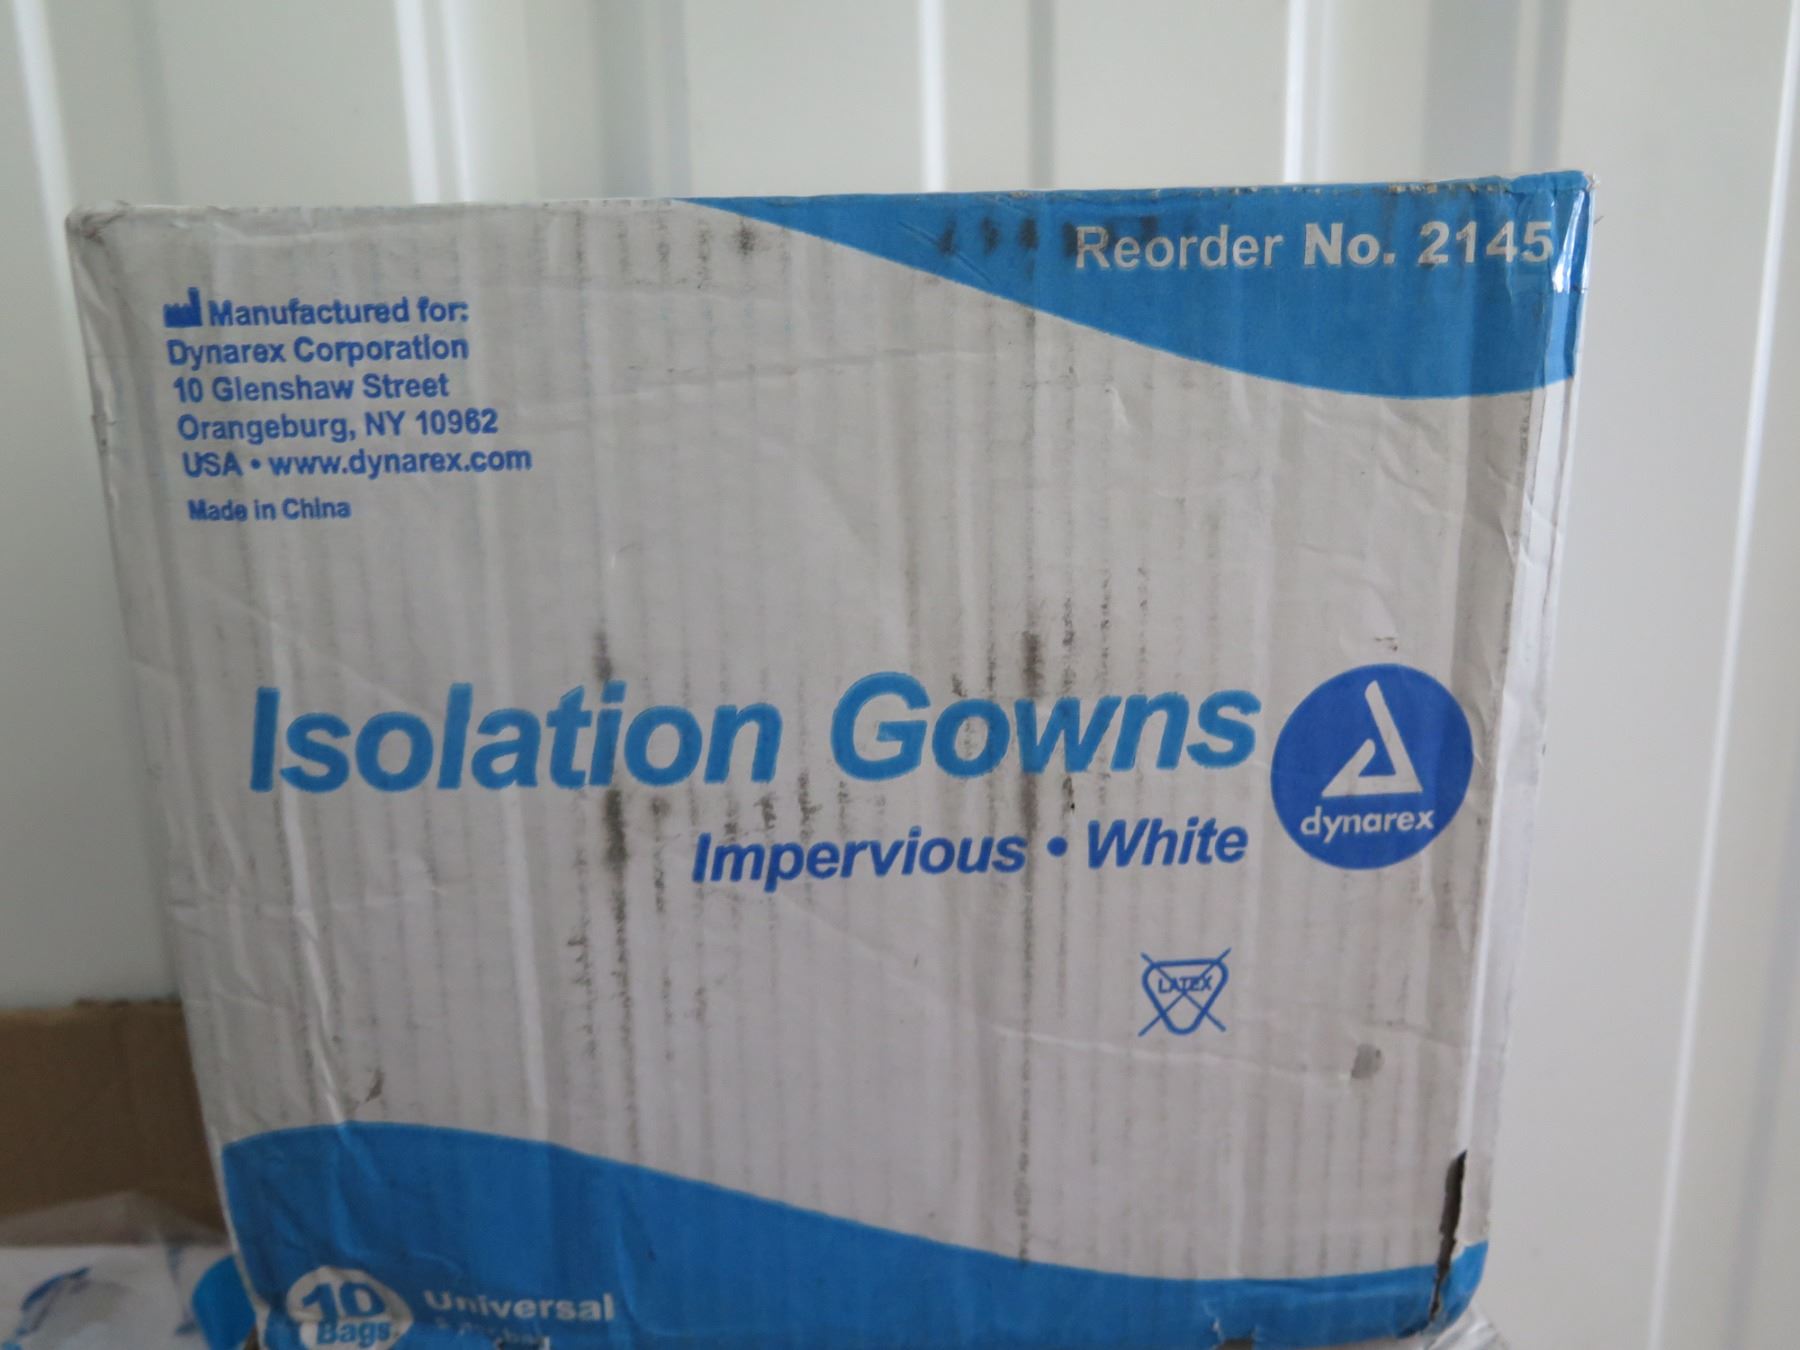 Reorder No. 2145
Manufactured for:
Dynarex Corporation
10 Glenshaw Street
Orangeburg, NY 10962
USA • www.dynarex.com
Made in China
Isolation Gowns
Impervious • White
dynarex
LATEX
10
Bags
Universal